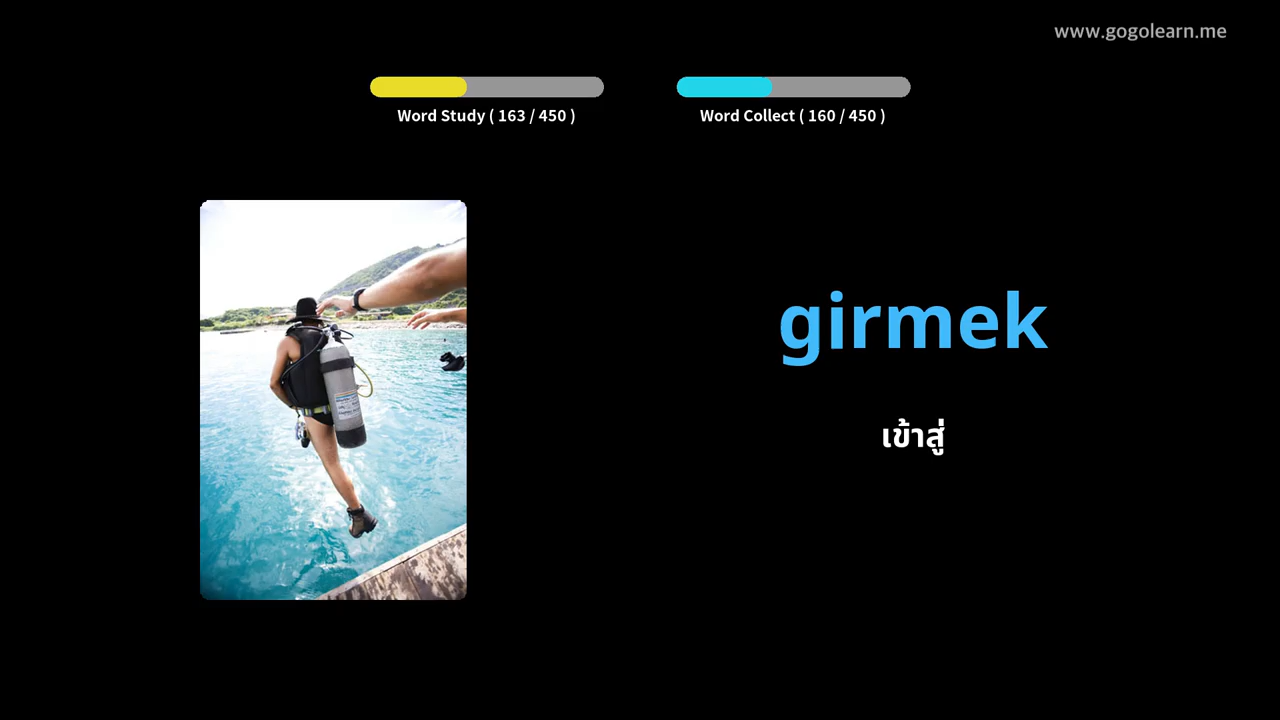 www.gogolearn.me
Word Study ( 163 / 450 )
Word Collect ( 160 / 450 )
girmek
เข้าสู่